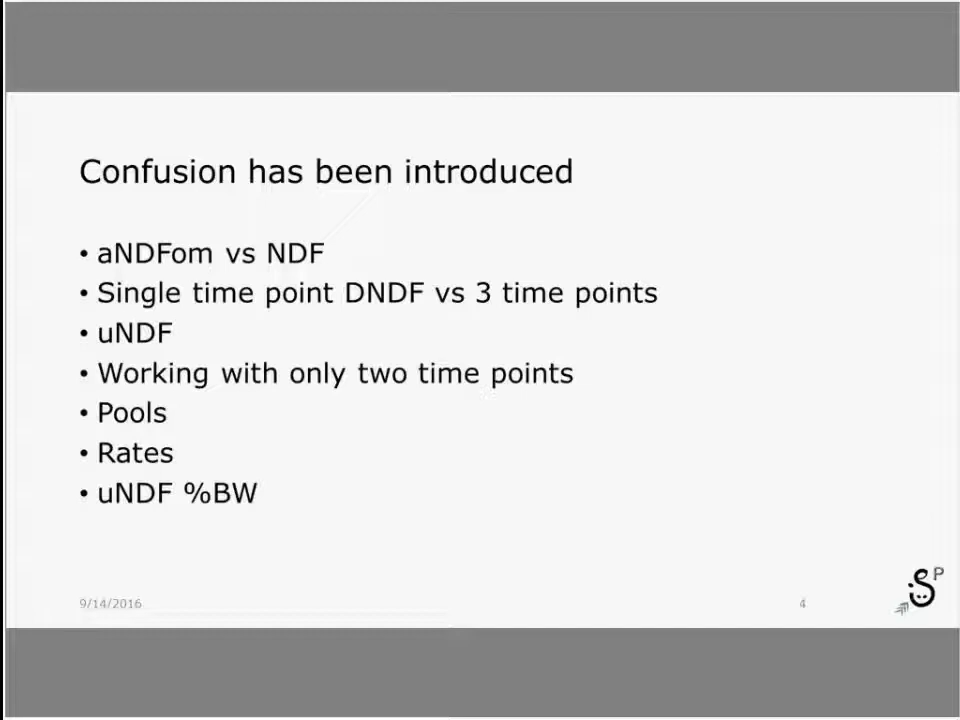 Confusion has been introduced
• aNDFom vs NDF
• Single time point DNDF vs 3 time points
• uNDF
• Working with only two time points
• Pools
• Rates
• uNDF %BW
9/14/2016
4
S P